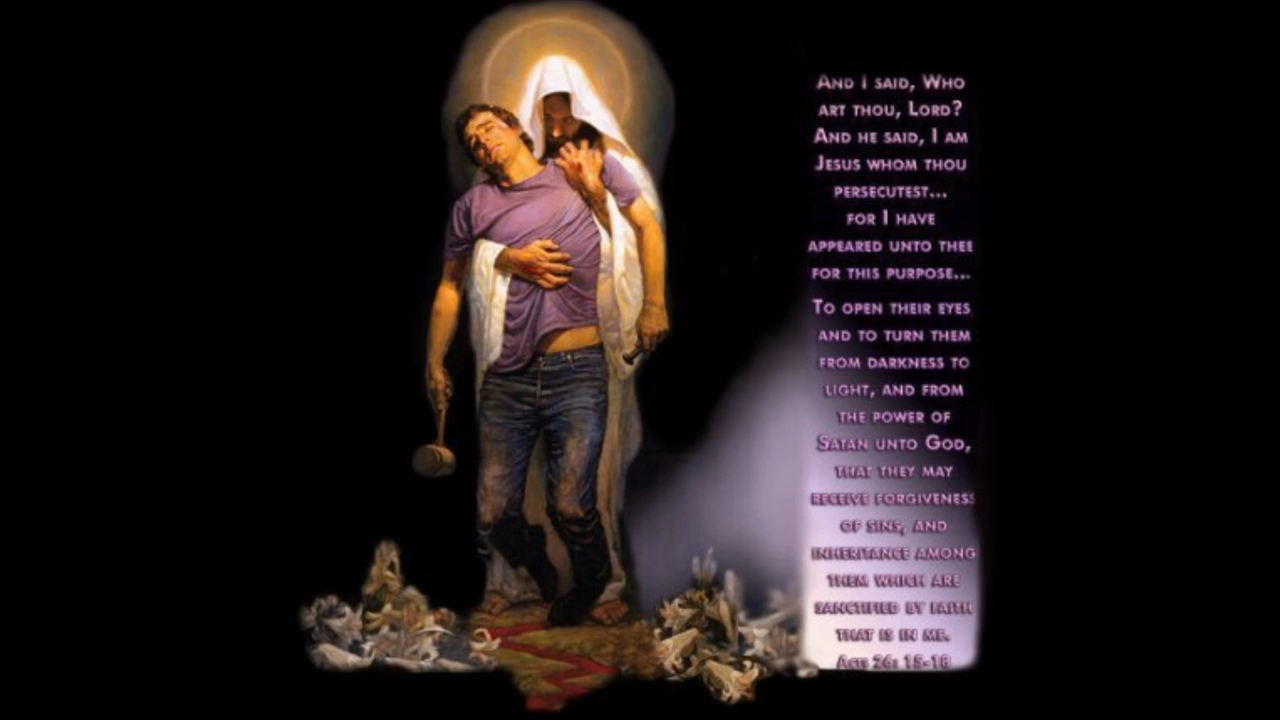 And I said, Who
art thou, Lord?
And he said, I am
Jesus whom thou
persecutest...
for I have
appeared unto thee
for this purpose...
To open their eyes
and to turn them
from darkness to
light, and from
the power of
Satan unto God,
that they may
receive forgiveness
of sins, and
inheritance among
them which are
sanctified by faith
that is in me.
Acts 26: 15-18